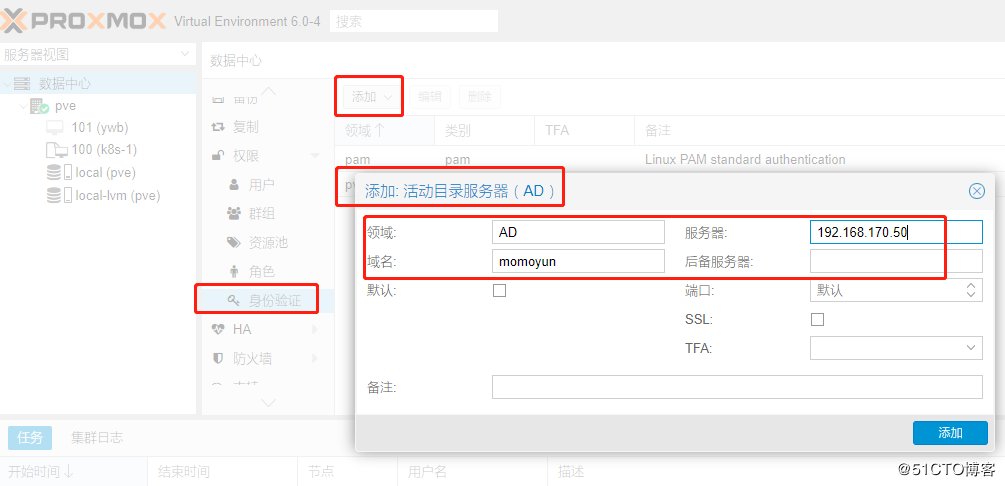 PROXMOX Virtual Environment 6.0-4 搜索
服务器视图
数据中心
pve
101 (ywb)
100 (k8s-1)
local (pve)
local-lvm (pve)
数据中心
备份
复制
权限
用户
群组
资源池
角色
身份验证
HA
防火墙
添加 编辑 删除
领域 类别 TFA 备注
pam pam Linux PAM standard authentication
添加: 活动目录服务器 ( AD )
领域: AD 服务器: 192.168.170.50
域名: momoyun 后备服务器:
默认: 端口: 默认
SSL:
TFA:
备注:
添加
任务 集群日志
开始时间 结束时间 节点 用户名 描述
@51CTO博客